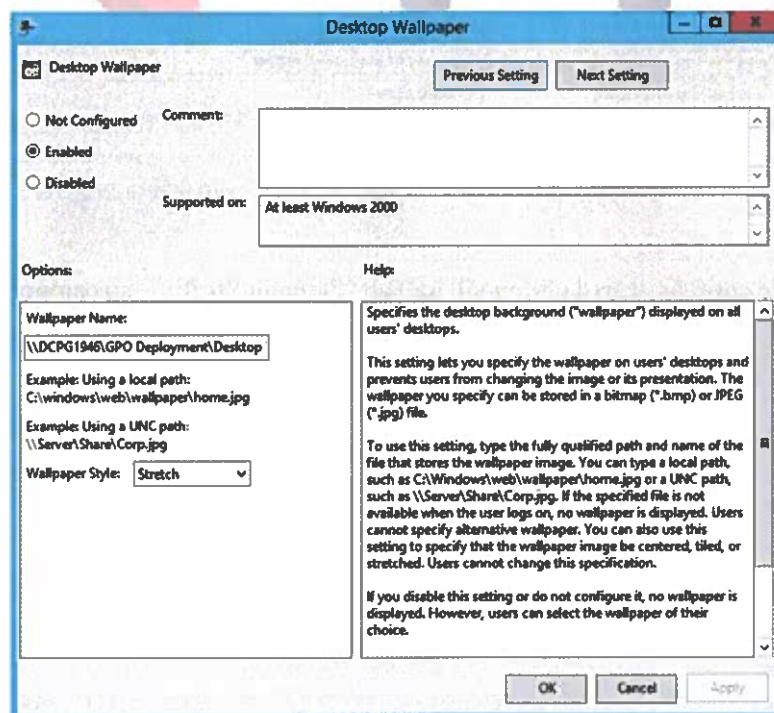 Desktop Wallpaper
Desktop Wallpaper
Previous Setting
Next Setting
Not Configured
Enabled
Disabled
Comment:
Supported on:
At least Windows 2000
Options:
Help:
Wallpaper Name:
\\DCPG1946\GPO Deployment\Desktop
Example: Using a local path:
C:\windows\web\wallpaper\home.jpg
Example: Using a UNC path:
\\Server\Share\Corp.jpg
Wallpaper Style:
Stretch
Specifies the desktop background ("wallpaper") displayed on all
users' desktops.
This setting lets you specify the wallpaper on users' desktops and
prevents users from changing the image or its presentation. The
wallpaper you specify can be stored in a bitmap (*.bmp) or JPEG
(*.jpg) file.
To use this setting, type the fully qualified path and name of the
file that stores the wallpaper image. You can type a local path,
such as C:\Windows\web\wallpaper\home.jpg or a UNC path,
such as \\Server\Share\Corp.jpg. If the specified file is not
available when the user logs on, no wallpaper is displayed. Users
cannot specify alternative wallpaper. You can also use this
setting to specify that the wallpaper image be centered, tiled, or
stretched. Users cannot change this specification.
If you disable this setting or do not configure it, no wallpaper is
displayed. However, users can select the wallpaper of their
choice.
OK
Cancel
Apply